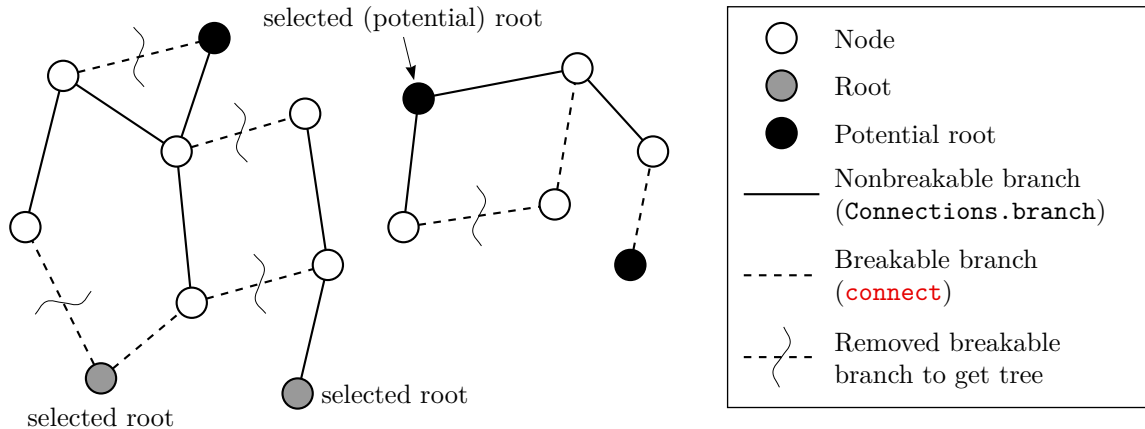 selected (potential) root
selected root
selected root
Node
Root
Potential root
Nonbreakable branch
(Connections.branch)
Breakable branch
(connect)
Removed breakable
branch to get tree